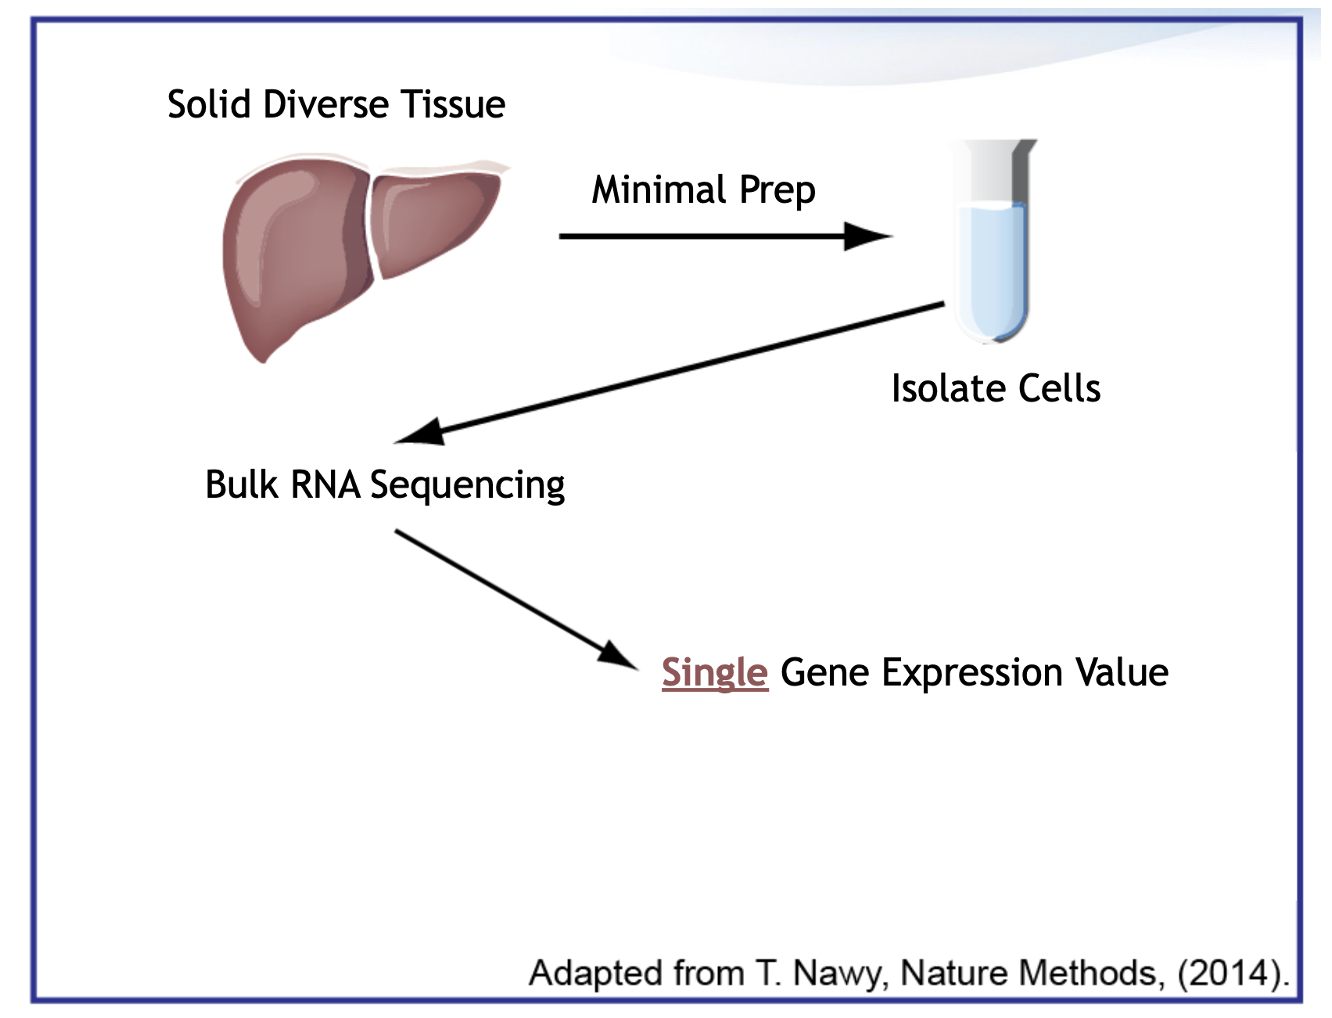 Solid Diverse Tissue
Minimal Prep
Isolate Cells
Bulk RNA Sequencing
Single Gene Expression Value
Adapted from T. Nawy, Nature Methods, (2014).